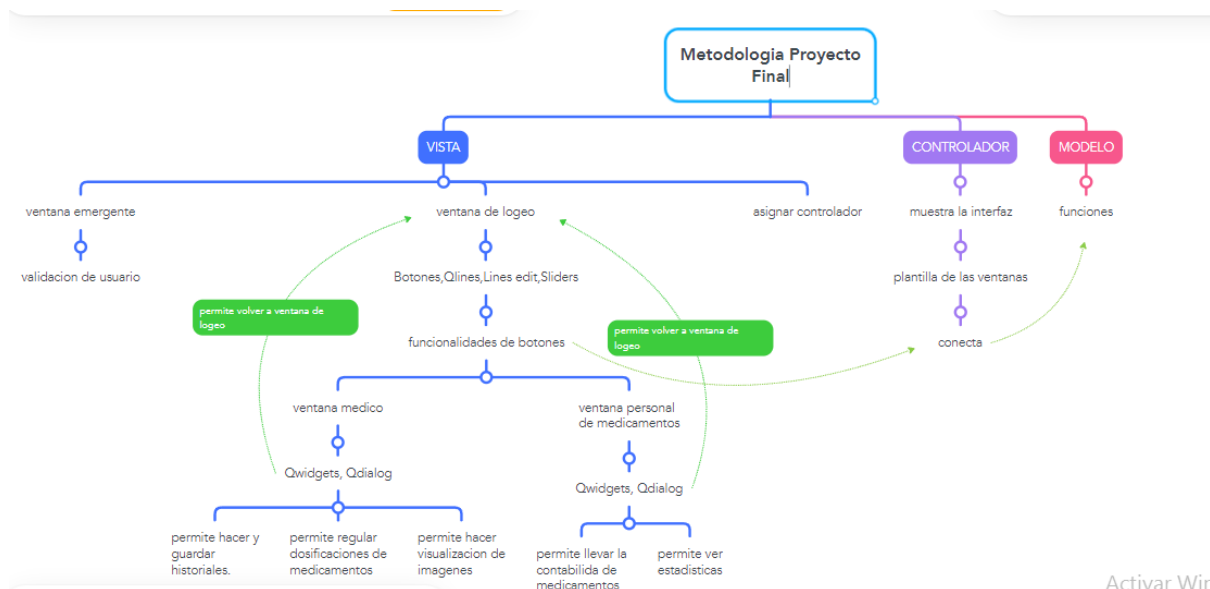 Metodologia Proyecto
Final
VISTA
CONTROLADOR
MODELO
ventana emergente
ventana de logeo
asignar controlador
muestra la interfaz
funciones
validacion de usuario
Botones,Qlines,Lines edit,Sliders
plantilla de las ventanas
permite volver a ventana de
logeo
permite volver a ventana de
logeo
funcionalidades de botones
conecta
ventana medico
ventana personal
de medicamentos
Qwidgets, Qdialog
Qwidgets, Qdialog
permite hacer y
guardar
historiales.
permite regular
dosificaciones de
medicamentos
permite hacer
visualizacion de
imagenes
permite llevar la
contabilida de
medicamentos
permite ver
estadisticas
Activar Win